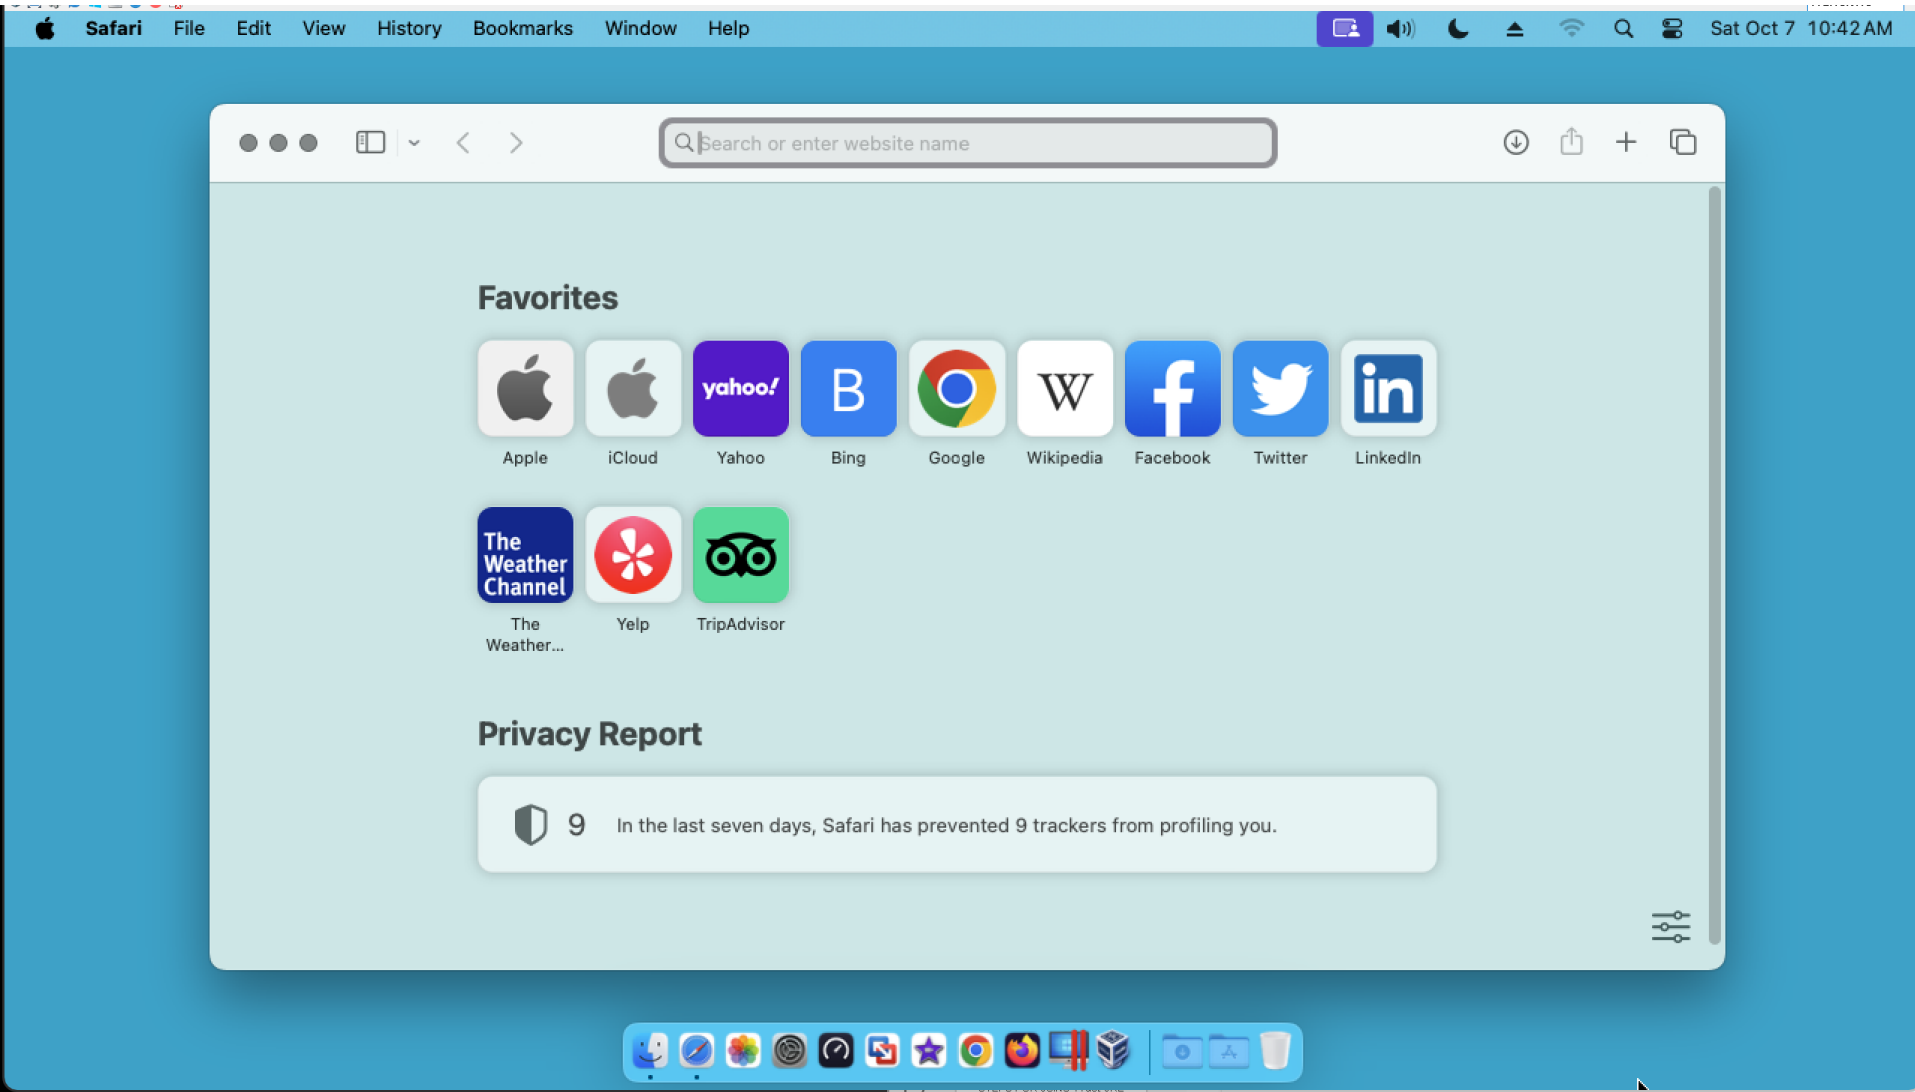 Safari File Edit View History Bookmarks Window Help Sat Oct 7 10:42 AM
Search or enter website name
Favorites
yahoo! B W f in
Apple iCloud Yahoo Bing Google Wikipedia Facebook Twitter LinkedIn
The
Weather
Channel
The Yelp TripAdvisor
Weather...
Privacy Report
9 In the last seven days, Safari has prevented 9 trackers from profiling you.